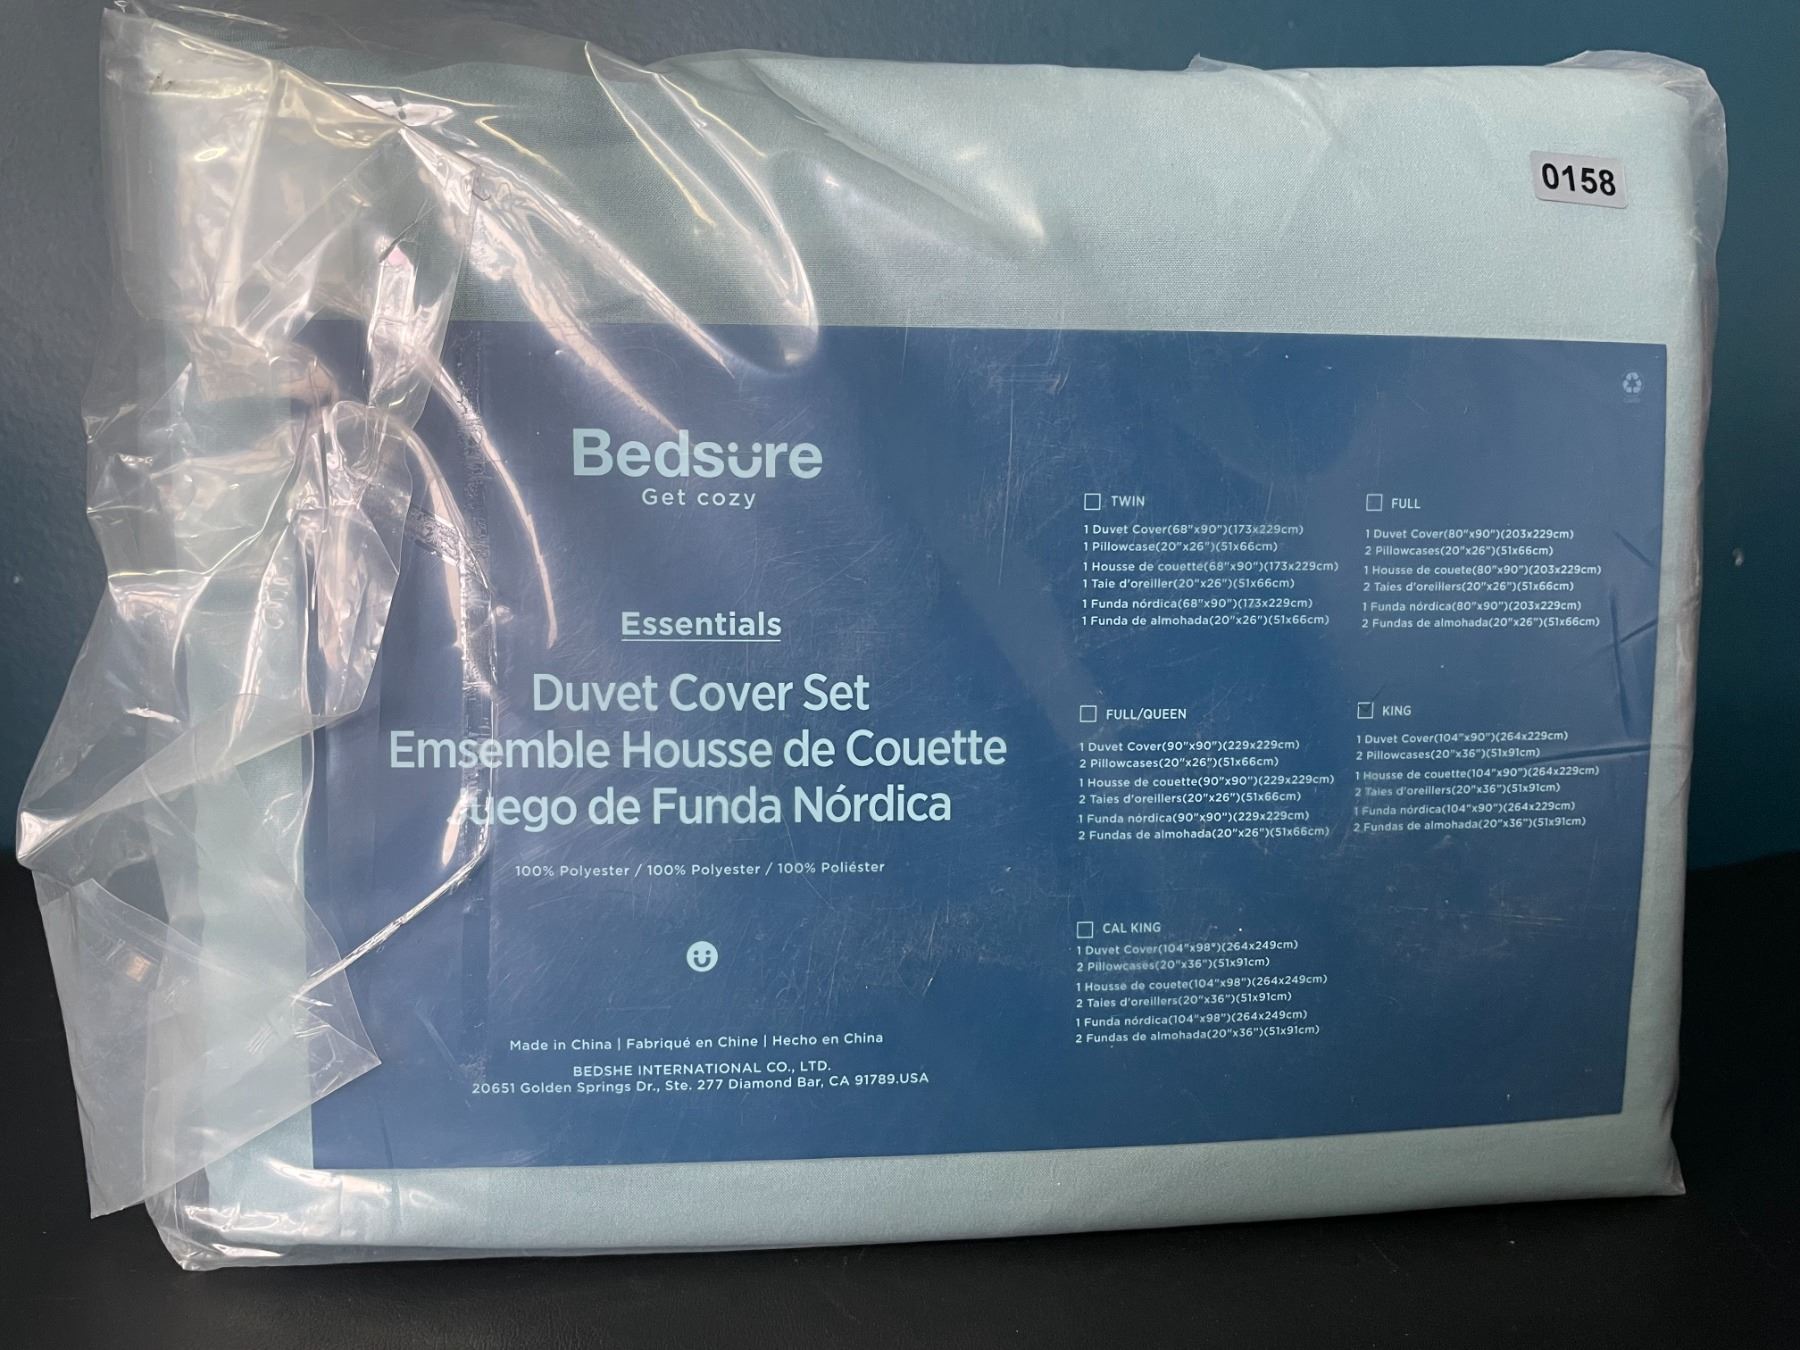 0158
Bedsure
Get cozy
Essentials
Duvet Cover Set
Emsemble Housse de Couette
Juego de Funda Nórdica
100% Polyester / 100% Polyester / 100% Poliéster
Made in China | Fabriqué en Chine | Hecho en China
BEDSHE INTERNATIONAL CO., LTD.
20651 Golden Springs Dr., Ste. 277 Diamond Bar, CA 91789.USA
TWIN
1 Duvet Cover(68"x90")(173x229cm)
1 Pillowcase(20"x26")(51x66cm)
1 Housse de couette(68"x90")(173x229cm)
1 Taie d'oreiller(20"x26")(51x66cm)
1 Funda nórdica(68"x90")(173x229cm)
1 Funda de almohada(20"x26")(51x66cm)
FULL
1 Duvet Cover(80"x90")(203x229cm)
2 Pillowcases(20"x26")(51x66cm)
1 Housse de couete(80"x90")(203x229cm)
2 Taies d'oreillers(20"x26")(51x66cm)
1 Funda nórdica(80"x90")(203x229cm)
2 Fundas de almohada(20"x26")(51x66cm)
FULL/QUEEN
1 Duvet Cover(90"x90")(229x229cm)
2 Pillowcases(20"x26")(51x66cm)
1 Housse de couette(90"x90")(229x229cm)
2 Taies d'oreillers(20"x26")(51x66cm)
1 Funda nórdica(90"x90")(229x229cm)
2 Fundas de almohada(20"x26")(51x66cm)
KING
1 Duvet Cover(104"x90")(264x229cm)
2 Pillowcases(20"x36")(51x91cm)
1 Housse de couette(104"x90")(264x229cm)
2 Taies d'oreillers(20"x36")(51x91cm)
1 Funda nórdica(104"x90")(264x229cm)
2 Fundas de almohada(20"x36")(51x91cm)
CAL KING
1 Duvet Cover(104"x98")(264x249cm)
2 Pillowcases(20"x36")(51x91cm)
1 Housse de couete(104"x98")(264x249cm)
2 Taies d'oreillers(20"x36")(51x91cm)
1 Funda nórdica(104"x98")(264x249cm)
2 Fundas de almohada(20"x36")(51x91cm)